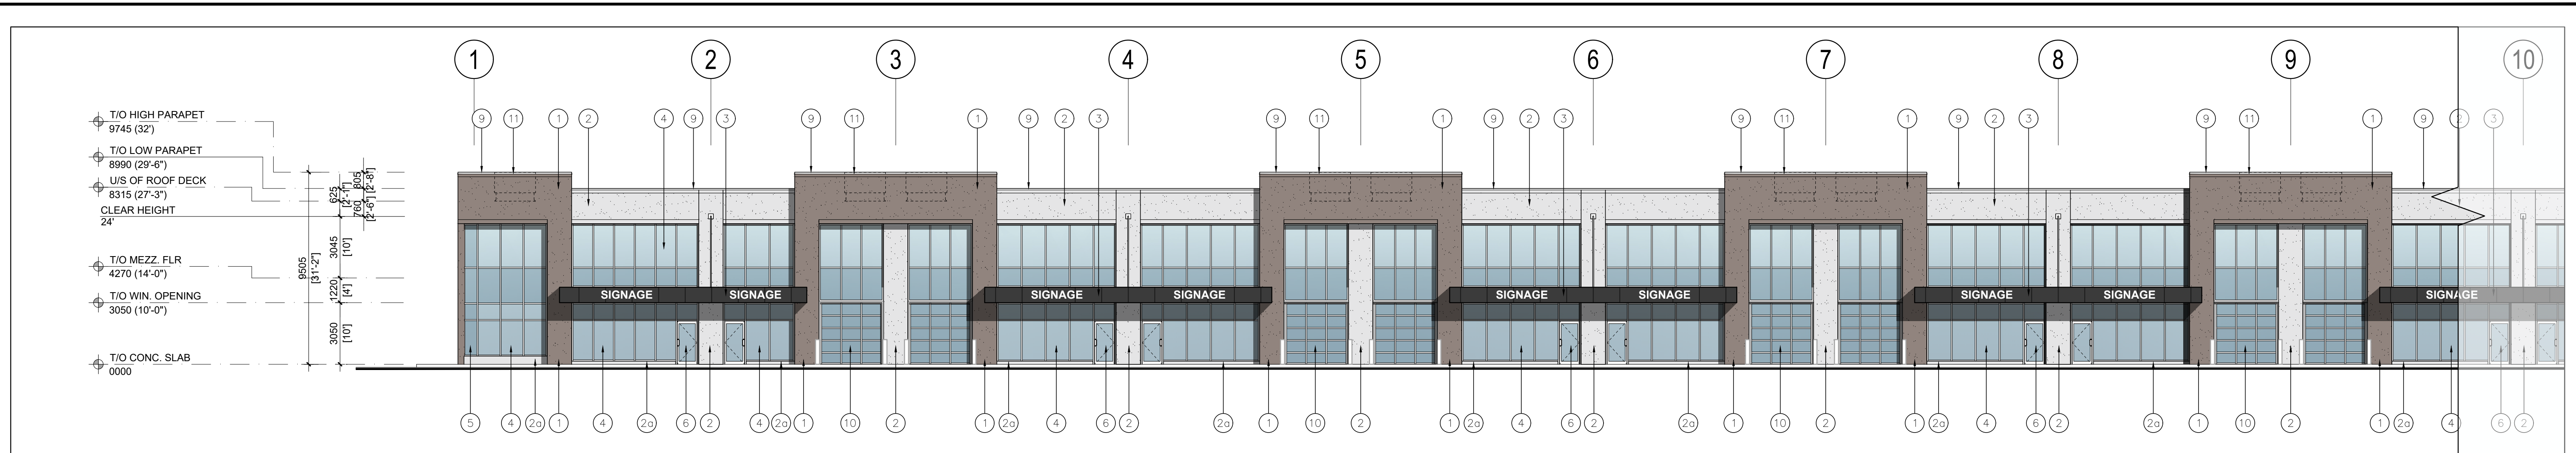 1 2 3 4 5 6 7 8 9 10
9 11 1 2 4 9 3 9 11 1 9 2 3 9 11 1 9 2 3 9 11 1 9 2 3 9 11 1 9 2 3
T/O HIGH PARAPET
9745 (32')
T/O LOW PARAPET
8990 (29'-6")
U/S OF ROOF DECK
8315 (27'-3")
CLEAR HEIGHT
24'
T/O MEZZ. FLR
4270 (14'-0")
T/O WIN. OPENING
3050 (10'-0")
T/O CONC. SLAB
0000
9505
[31'-2"]
625
[2'-1"]
805
[2'-8"]
760
[2'-6"]
3045
[10']
1220
[4']
3050
[10']
SIGNAGE SIGNAGE SIGNAGE SIGNAGE SIGNAGE SIGNAGE SIGNAGE SIGNAGE SIGNAGE
5 4 2a 1 4 2a 6 2 4 2a 1 10 2 1 2a 4 6 2 2a 1 10 2 1 2a 4 6 2 2a 1 10 2 1 2a 4 6 2 2a 1 10 2 1 2a 4 6 2